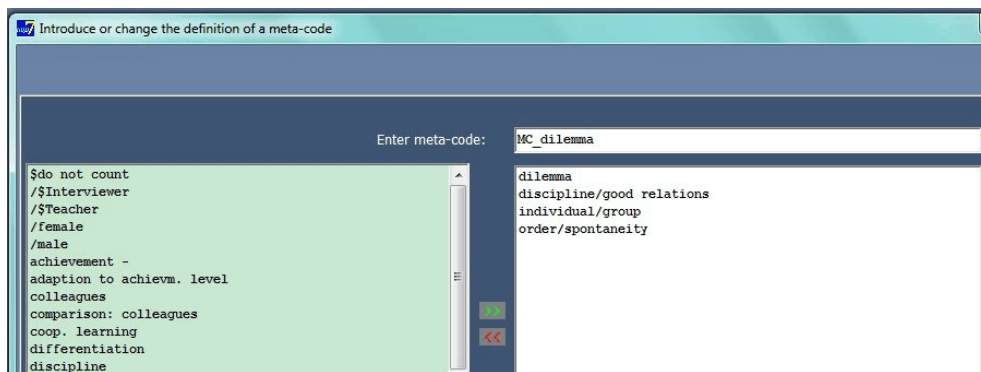 Introduce or change the definition of a meta-code
Enter meta-code:
MC_dilemma
$do not count
/$Interviewer
/$Teacher
/female
/male
achievement -
adaption to achievm. level
colleagues
comparison: colleagues
coop. learning
differentiation
discipline
dilemma
discipline/good relations
individual/group
order/spontaneity
>>
<<